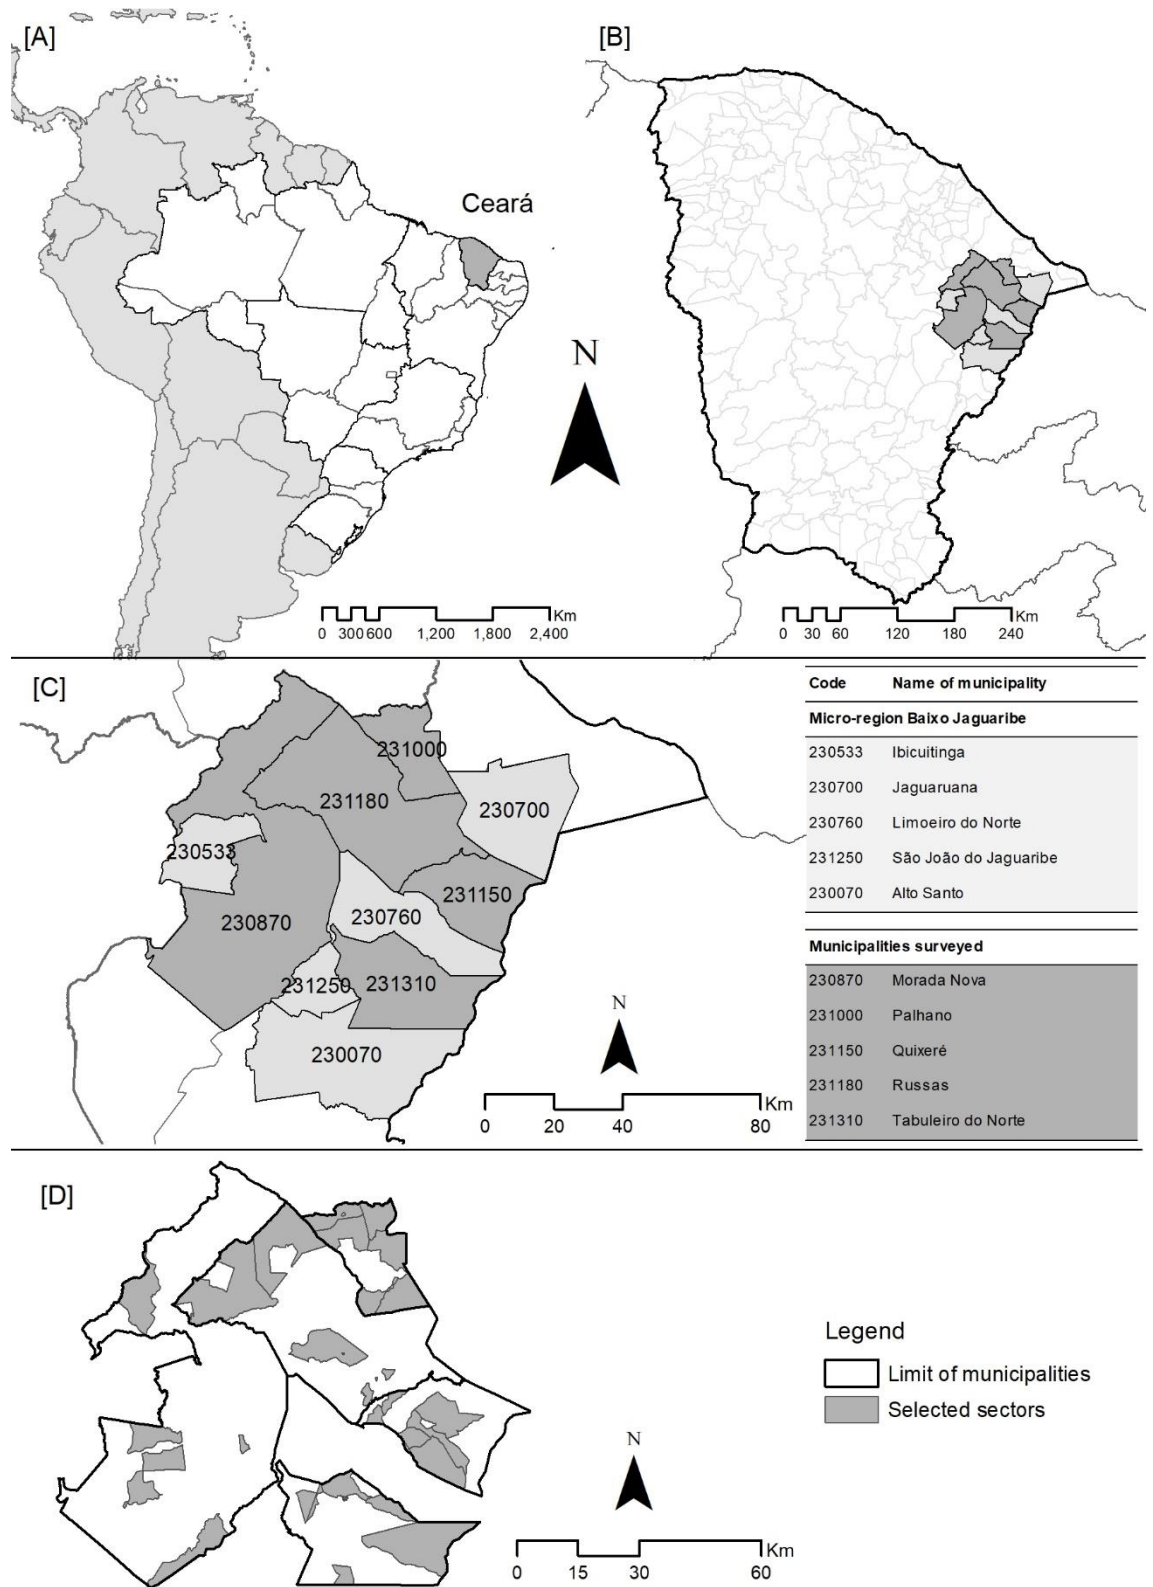 [A]
Ceará
N
Km
0 300 600 1,200 1,800 2,400
[B]
Km
0 30 60 120 180 240
[C]
231000
231180
230700
230533
231150
230870
230760
231250
231310
230070
N
Km
0 20 40 80
Code Name of municipality
Micro-region Baixo Jaguaribe
230533 Ibicuitinga
230700 Jaguaruana
230760 Limoeiro do Norte
231250 São João do Jaguaribe
230070 Alto Santo
Municipalities surveyed
230870 Morada Nova
231000 Palhano
231150 Quixeré
231180 Russas
231310 Tabuleiro do Norte
[D]
Legend
Limit of municipalities
Selected sectors
N
Km
0 15 30 60